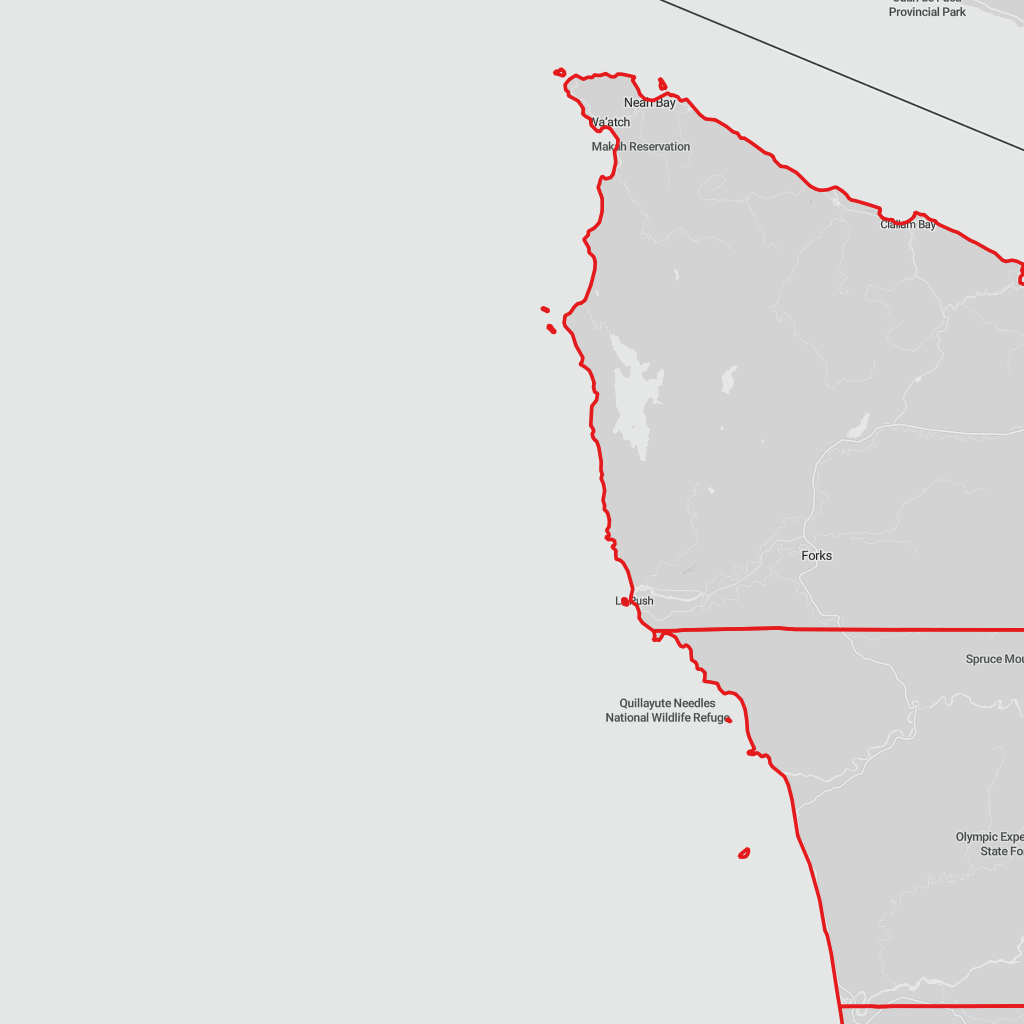 Provincial Park
Neah Bay
Wa'atch
Makah Reservation
Clallam Bay
Forks
La Push
Spruce Mou
Quillayute Needles
National Wildlife Refuge
Olympic Expe
State Fo